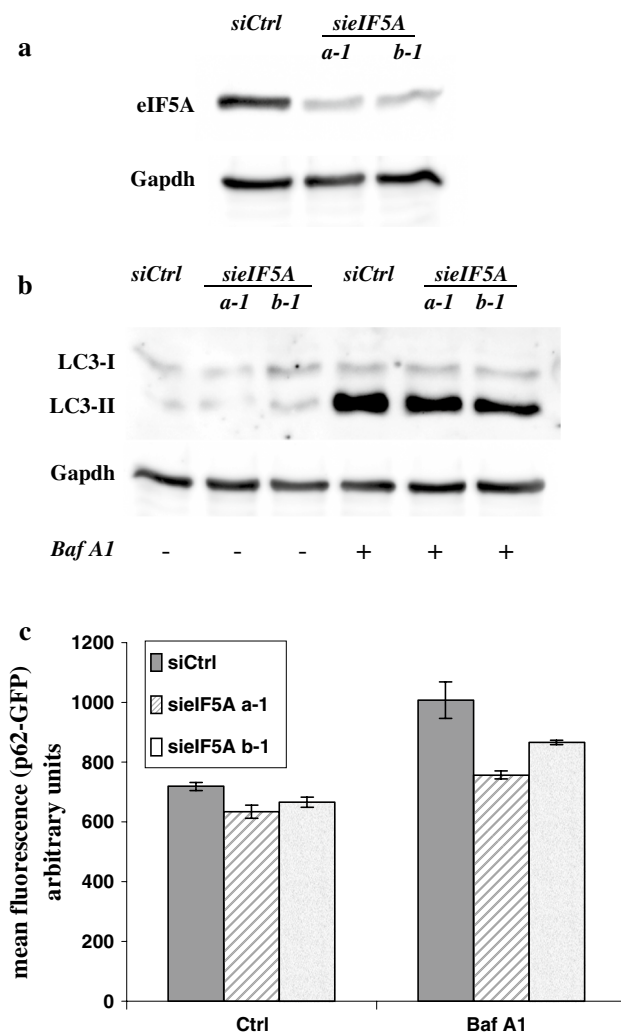 a
siCtrl sieIF5A
a-1 b-1
eIF5A
Gapdh
b
siCtrl sieIF5A siCtrl sieIF5A
a-1 b-1 a-1 b-1
LC3-I
LC3-II
Gapdh
Baf A1 - - - + + +
c
mean fluorescence (p62-GFP)
arbitrary units
1200
1000
800
600
400
200
0
siCtrl
sieIF5A a-1
sieIF5A b-1
Ctrl Baf A1